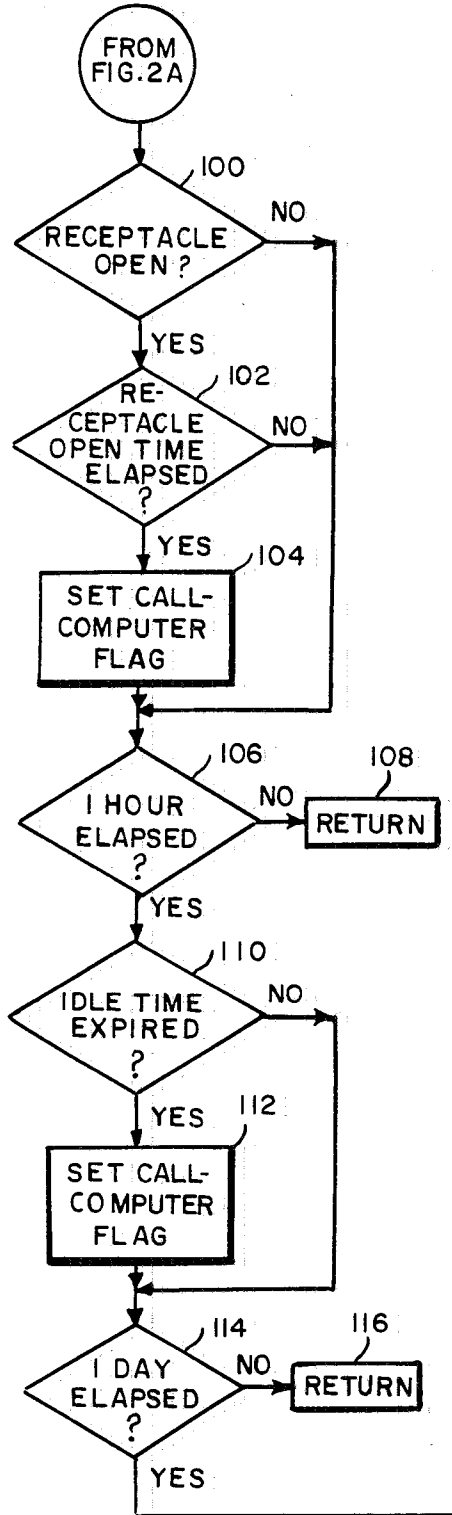 FROM
FIG.2A
100
RECEPTACLE
OPEN?
NO
YES
102
RE-
CEPTACLE
OPEN TIME
ELAPSED
?
NO
YES
104
SET CALL-
COMPUTER
FLAG
106
1 HOUR
ELAPSED
?
NO
108
RETURN
YES
110
IDLE TIME
EXPIRED
?
NO
YES
112
SET CALL-
COMPUTER
FLAG
114
1 DAY
ELAPSED
?
NO
116
RETURN
YES